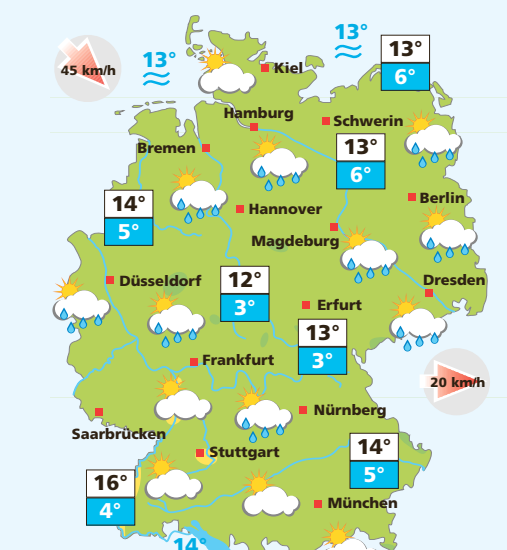 13°
13°
13°
6°
45 km/h
Kiel
Hamburg
Schwerin
Bremen
13°
6°
14°
5°
Hannover
Berlin
Magdeburg
Düsseldorf
12°
3°
Dresden
Erfurt
13°
3°
Frankfurt
20 km/h
Saarbrücken
Nürnberg
Stuttgart
14°
5°
16°
4°
München
14°